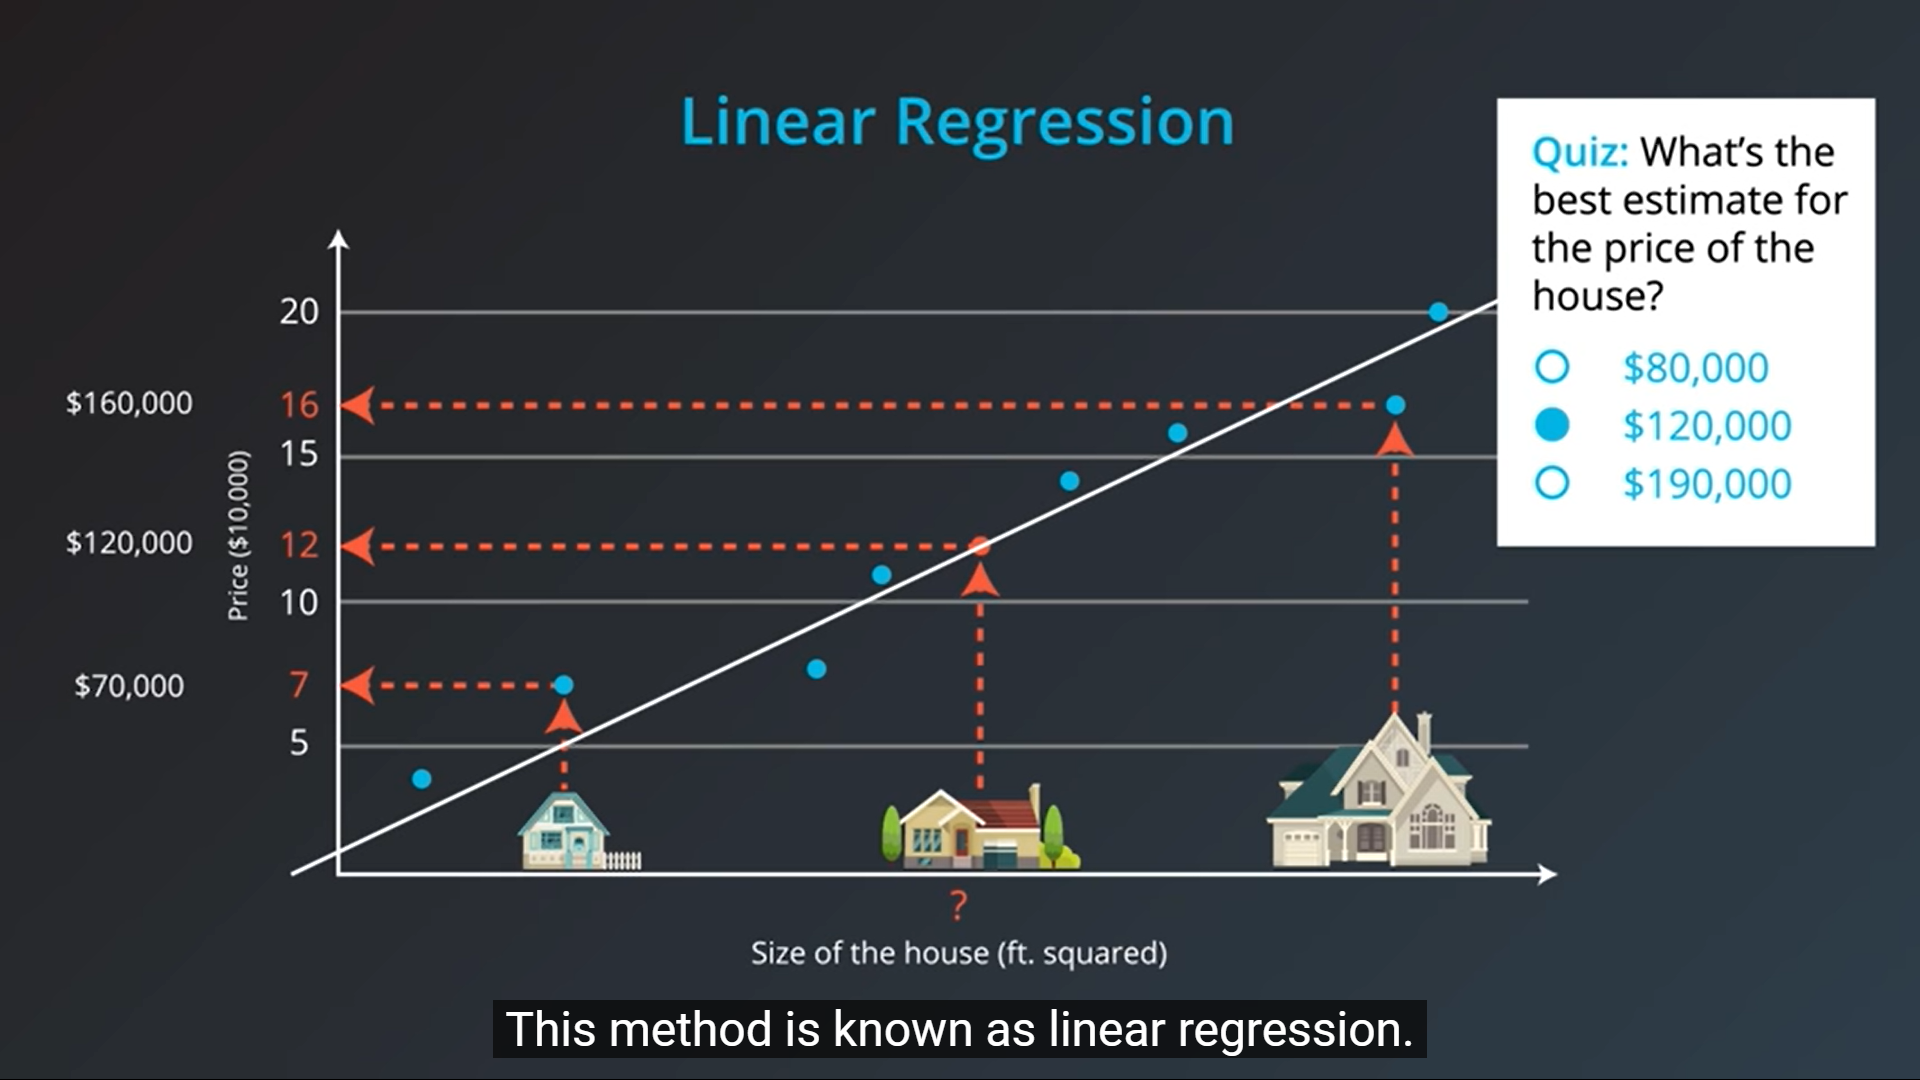 Linear Regression
Quiz: What's the
best estimate for
the price of the
house?
$80,000
$120,000
$190,000
20
$160,000 16
15
$120,000 12
10
$70,000 7
5
Price ($10,000)
?
Size of the house (ft. squared)
This method is known as linear regression.